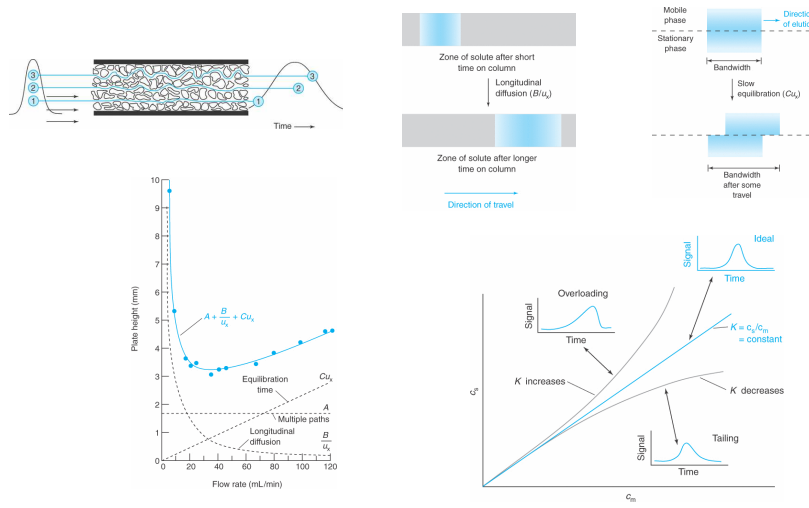 3
2
1
3
2
1
Time
Zone of solute after short
time on column
Longitudinal
diffusion (B/uₓ)
Zone of solute after longer
time on column
Direction of travel
Mobile
phase
Stationary
phase
Directio
of elutio
Bandwidth
Slow
equilibration (Cuₓ)
Bandwidth
after some
travel
10
9
8
7
6
5
4
3
2
1
0
Plate height (mm)
A + B/uₓ + Cuₓ
Equilibration
time
Cuₓ
A
Multiple paths
Longitudinal
diffusion
B/uₓ
0 20 40 60 80 100 120
Flow rate (mL/min)
Signal
Ideal
Time
Overloading
Signal
Time
K = cₛ/cₘ
= constant
K increases
K decreases
cₛ
Signal
Tailing
Time
cₘ